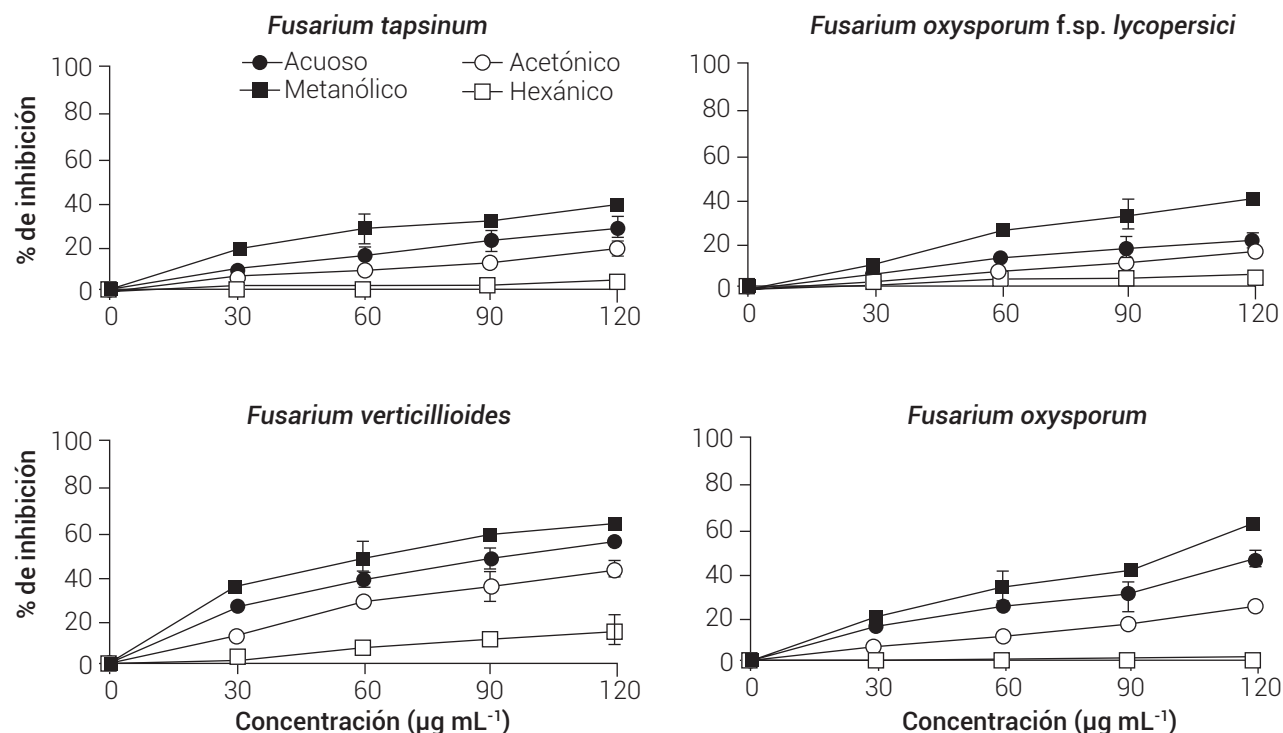 Fusarium tapsinum
Acuoso
Acetónico
Metanólico
Hexánico
% de inhibición
100
80
60
40
20
0
0 30 60 90 120
Fusarium oxysporum f.sp. lycopersici
100
80
60
40
20
0
0 30 60 90 120
Fusarium verticillioides
% de inhibición
100
80
60
40
20
0
0 30 60 90 120
Concentración (µg mL⁻¹)
Fusarium oxysporum
100
80
60
40
20
0
0 30 60 90 120
Concentración (µg mL⁻¹)